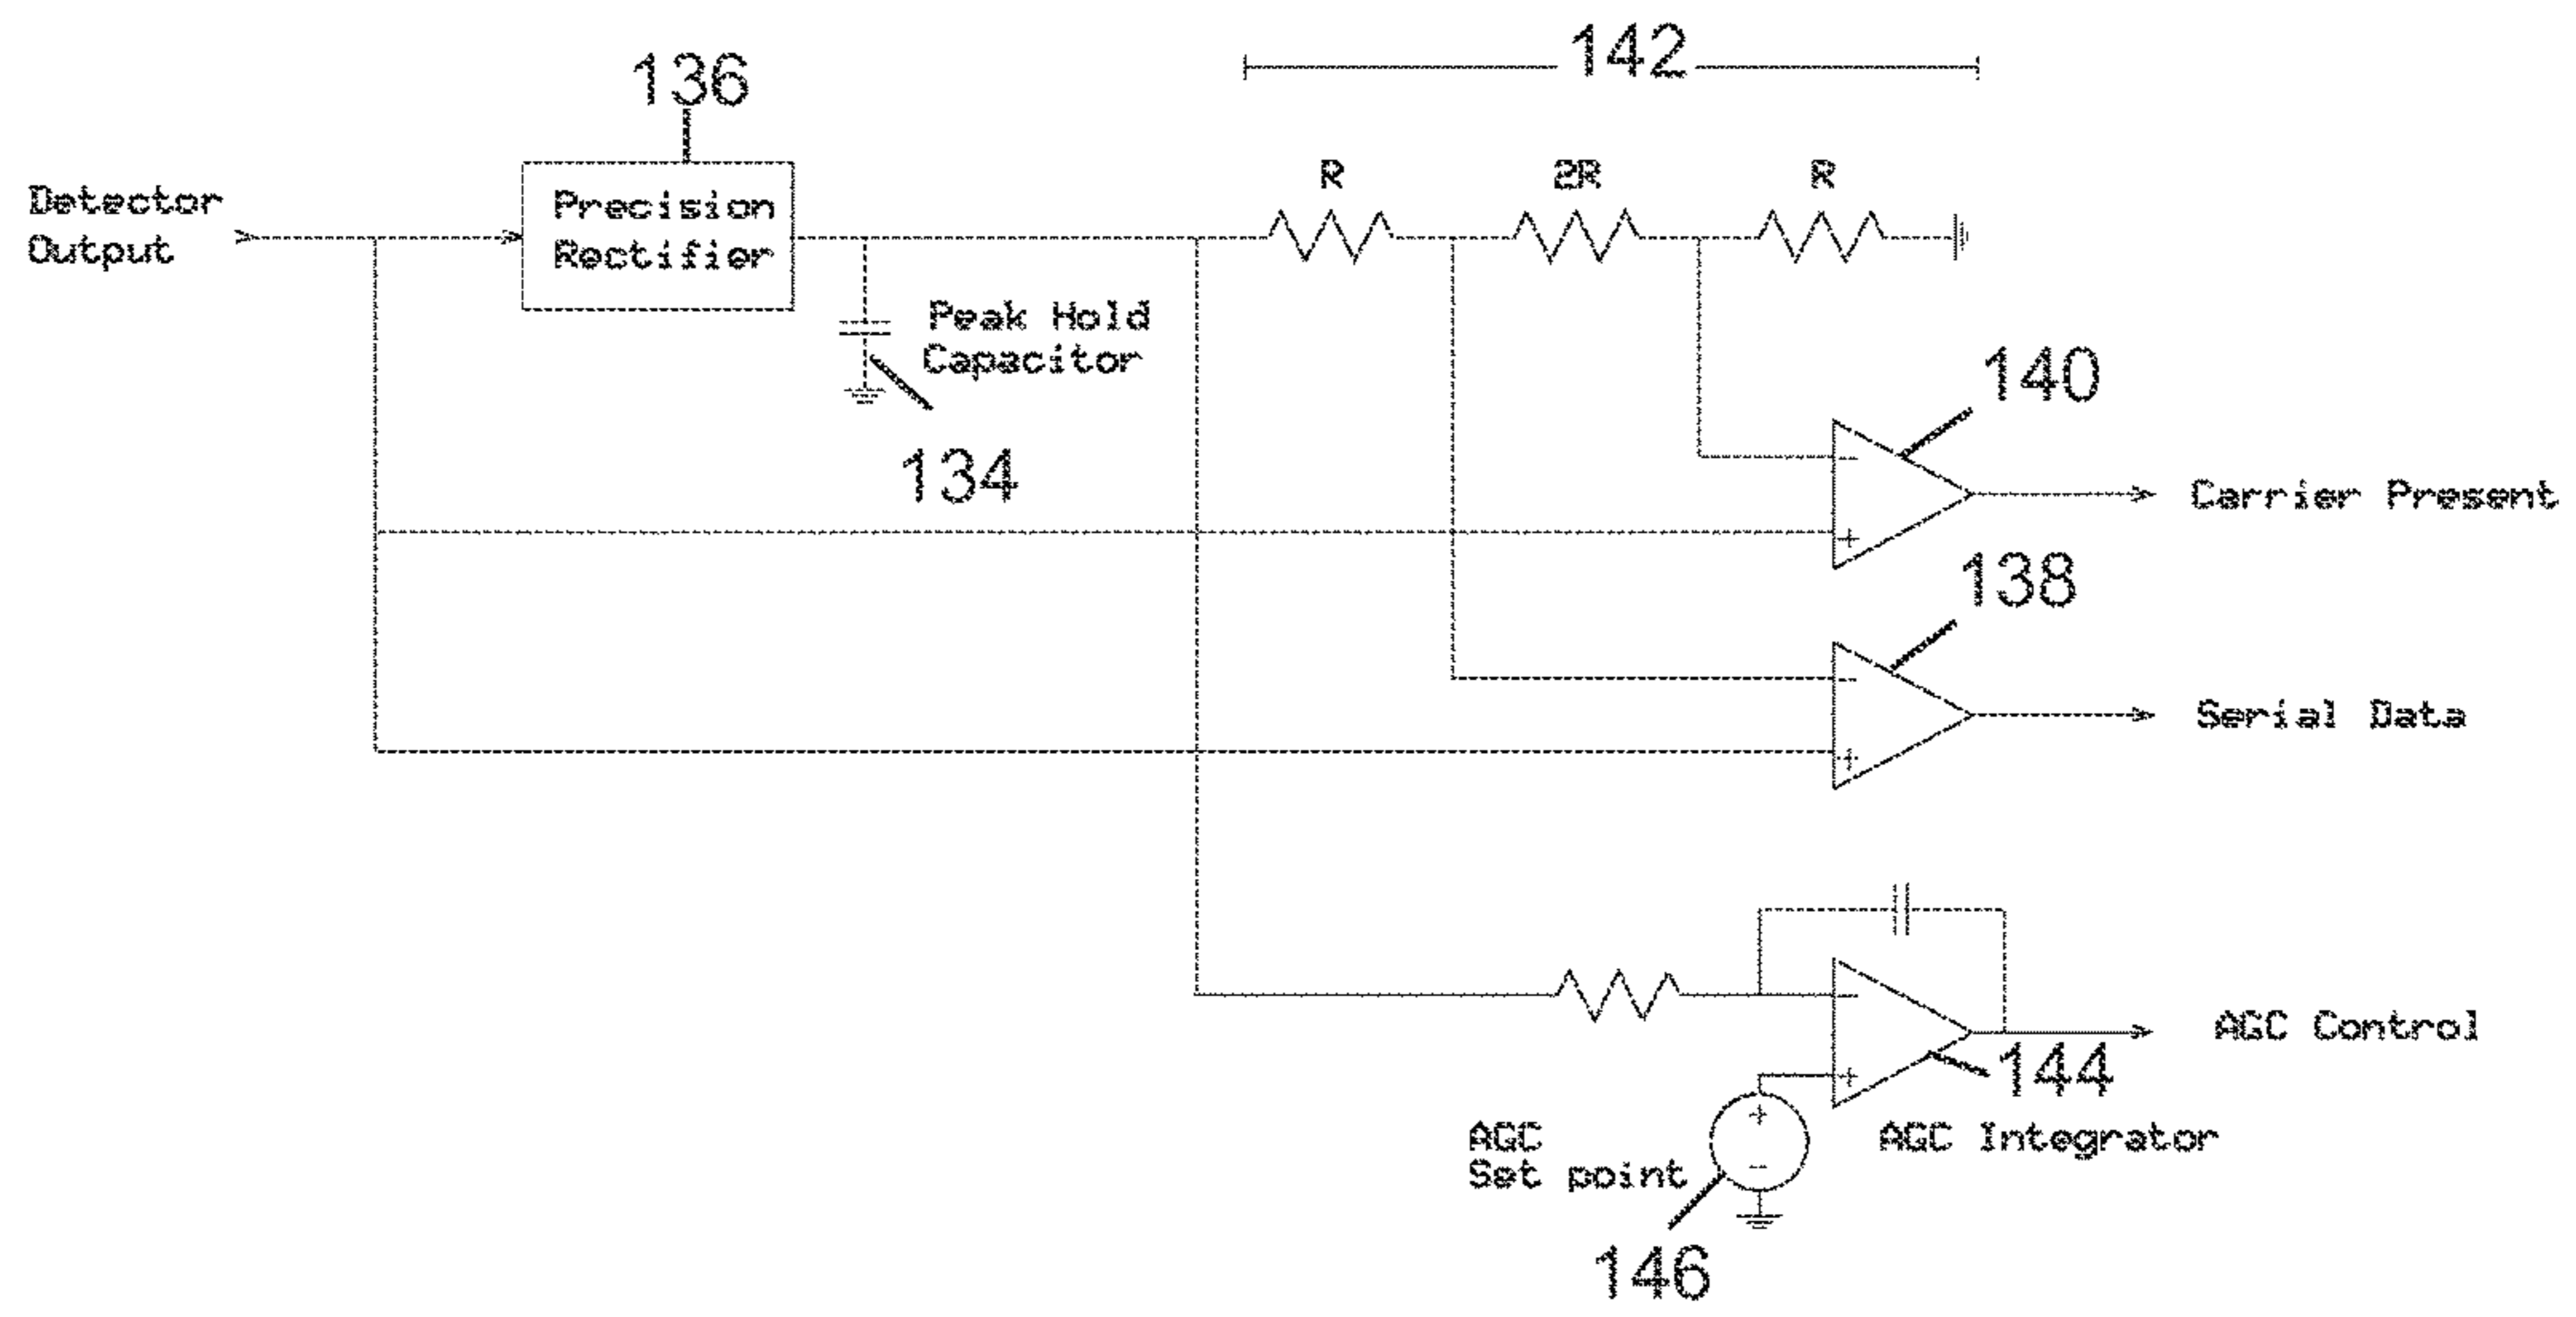 142
136
R 2R R
Detector
Output
Precision
Rectifier
Peak Hold
Capacitor
134
140
-
+
Carrier Present
138
-
+
Serial Data
-
+
AGC Control
144
AGC Integrator
+
-
AGC
Set point
146